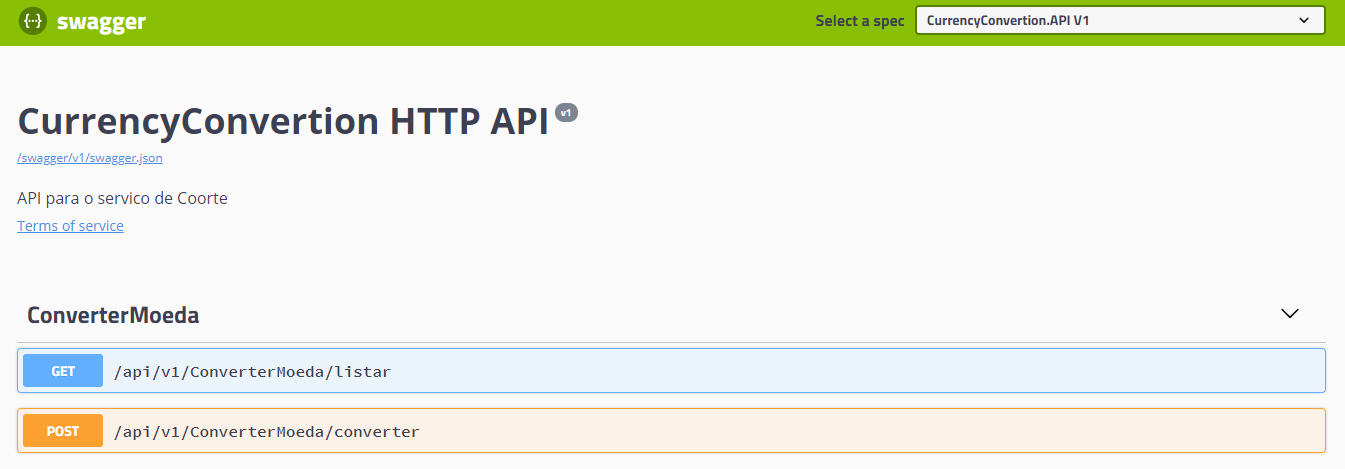 {···} swagger
Select a spec CurrencyConvertion.API V1
CurrencyConvertion HTTP API v1
/swagger/v1/swagger.json
API para o servico de Coorte
Terms of service
ConverterMoeda
GET /api/v1/ConverterMoeda/listar
POST /api/v1/ConverterMoeda/converter